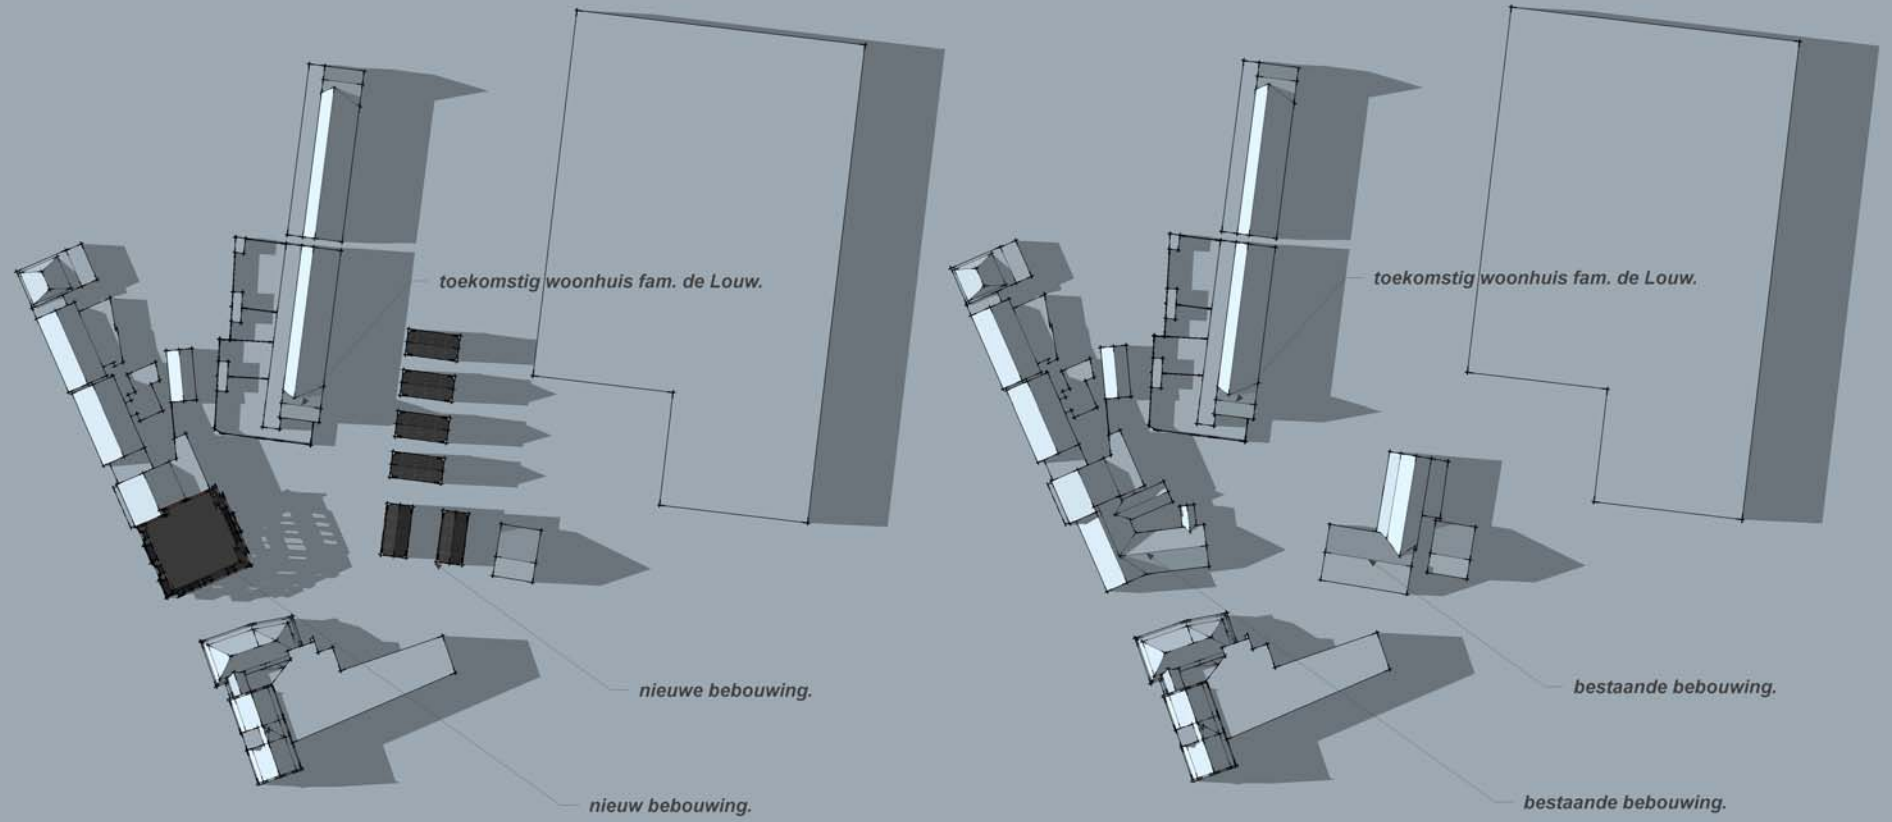 toekomstig woonhuis fam. de Louw.
nieuwe bebouwing.
nieuw bebouwing.
toekomstig woonhuis fam. de Louw.
bestaande bebouwing.
bestaande bebouwing.